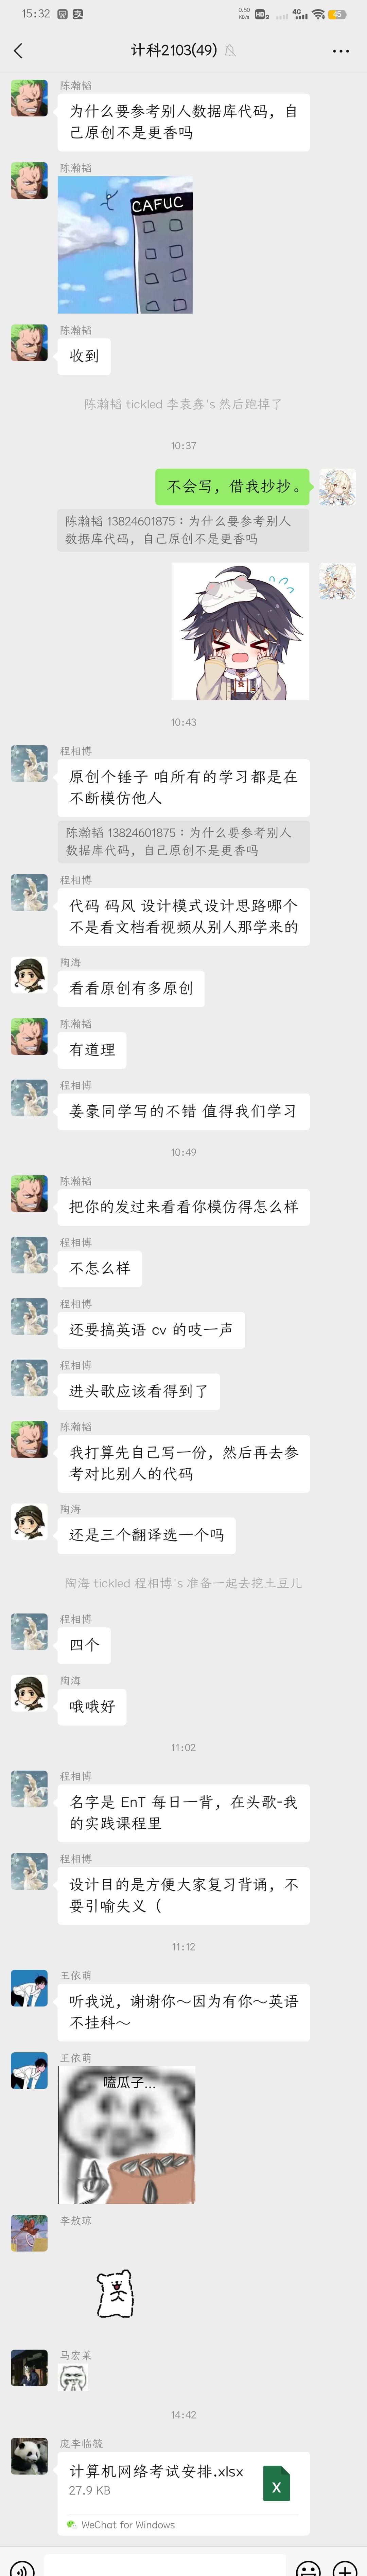 15:32
0.50
KB/s
HD2
4G
45
计科2103(49)
陈瀚韬
为什么要参考别人数据库代码，自
己原创不是更香吗
陈瀚韬
CAFUC
陈瀚韬
收到
陈瀚韬 tickled 李袁鑫's 然后跑掉了
10:37
不会写，借我抄抄。
陈瀚韬 13824601875：为什么要参考别人
数据库代码，自己原创不是更香吗
10:43
程相博
原创个锤子 咱所有的学习都是在
不断模仿他人
陈瀚韬 13824601875：为什么要参考别人
数据库代码，自己原创不是更香吗
程相博
代码 码风 设计模式设计思路哪个
不是看文档看视频从别人那学来的
陶海
看看原创有多原创
陈瀚韬
有道理
程相博
姜豪同学写的不错 值得我们学习
10:49
陈瀚韬
把你的发过来看看你模仿得怎么样
程相博
不怎么样
程相博
还要搞英语 cv 的吱一声
程相博
进头歌应该看得到了
陈瀚韬
我打算先自己写一份，然后再去参
考对比别人的代码
陶海
还是三个翻译选一个吗
陶海 tickled 程相博's 准备一起去挖土豆儿
程相博
四个
陶海
哦哦好
11:02
程相博
名字是 EnT 每日一背，在头歌-我
的实践课程里
程相博
设计目的是方便大家复习背诵，不
要引喻失义（
11:12
王依萌
听我说，谢谢你～因为有你～英语
不挂科～
王依萌
嗑瓜子...
李敖琼
马宏莱
14:42
庞李临毓
计算机网络考试安排.xlsx
27.9 KB
X
WeChat for Windows